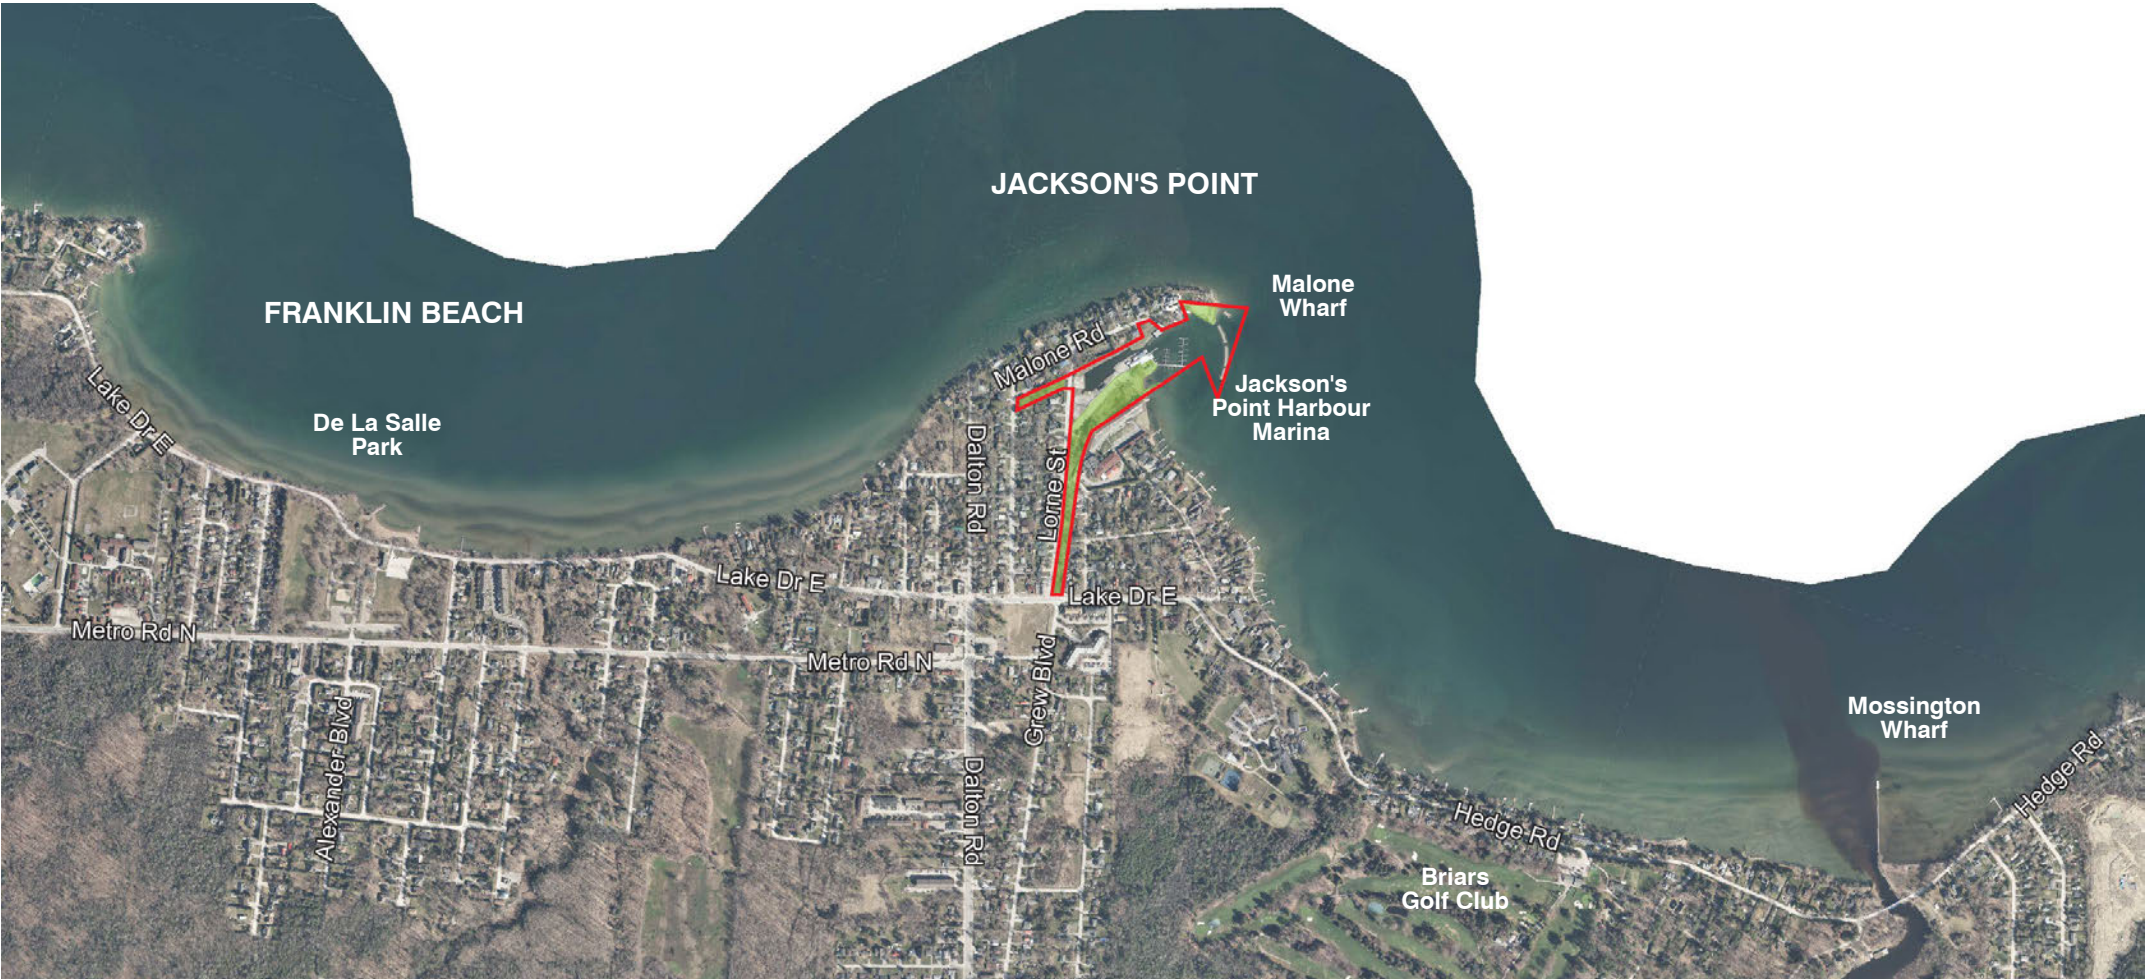 JACKSON'S POINT
Malone
Wharf
FRANKLIN BEACH
Malone Rd
Jackson's
Point Harbour
Marina
Lake Dr E
De La Salle
Park
Dalton Rd
Lorne St
Lake Dr E
Lake Dr E
Metro Rd N
Metro Rd N
Grew Blvd
Alexander Blvd
Mossington
Wharf
Hedge Rd
Dalton Rd
Hedge Rd
Briars
Golf Club